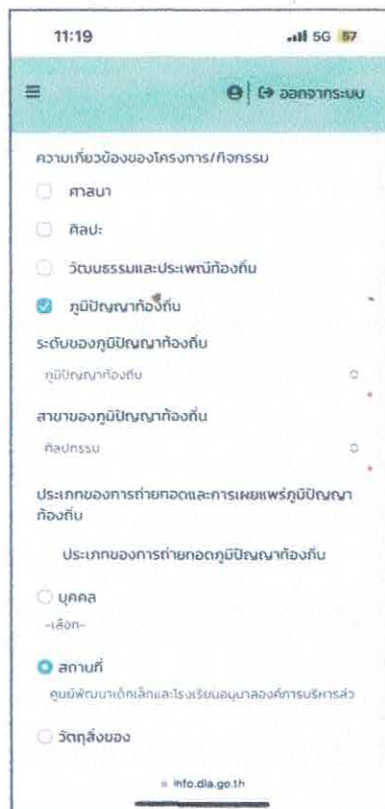 11:19
5G 57
ออกจากระบบ
ความเกี่ยวข้องของโครงการ/กิจกรรม
ศาสนา
ศิลปะ
วัฒนธรรมและประเพณีท้องถิ่น
ภูมิปัญญาท้องถิ่น
ระดับของภูมิปัญญาท้องถิ่น
ภูมิปัญญาท้องถิ่น
สาขาของภูมิปัญญาท้องถิ่น
ศิลปกรรม
ประเภทของการถ่ายทอดและการเผยแพร่ภูมิปัญญา
ท้องถิ่น
ประเภทของการถ่ายทอดภูมิปัญญาท้องถิ่น
บุคคล
-เลือก-
สถานที่
ศูนย์พัฒนาเด็กเล็กและโรงเรียนอนุบาลองค์การบริหารส่ว
วัตถุสิ่งของ
info.dla.go.th